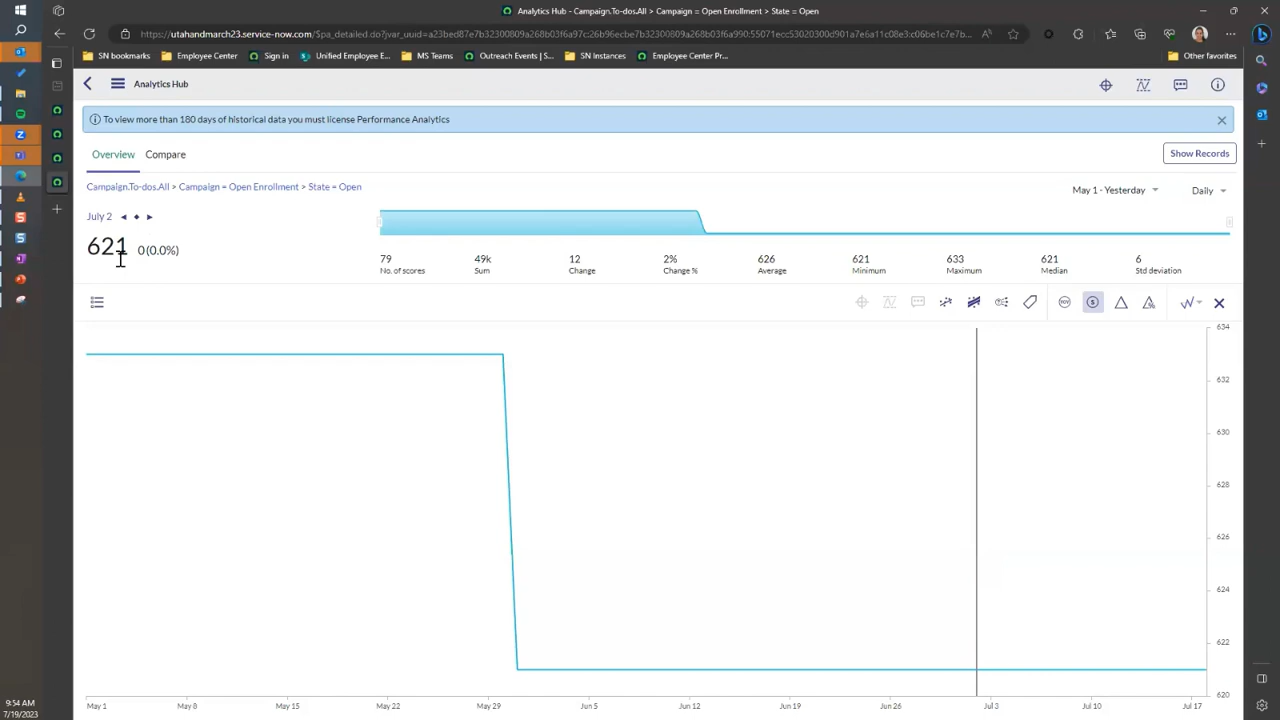 Analytics Hub - Campaign.To-dos.All > Campaign = Open Enrollment > State = Open
SN bookmarks
Employee Center
Sign in
Unified Employee E...
MS Teams
Outreach Events | S...
SN Instances
Employee Center Pr...
Other favorites
Analytics Hub
To view more than 180 days of historical data you must license Performance Analytics
Overview
Compare
Show Records
Campaign.To-dos.All > Campaign = Open Enrollment > State = Open
May 1 - Yesterday
Daily
July 2
621
0 (0.0%)
79
No. of scores
49k
Sum
12
Change
2%
Change %
626
Average
621
Minimum
633
Maximum
621
Median
6
Std deviation
634
632
630
628
626
624
622
620
May 1
May 8
May 15
May 22
May 29
Jun 5
Jun 12
Jun 19
Jun 26
Jul 3
Jul 10
Jul 17
9:54 AM
7/19/2023